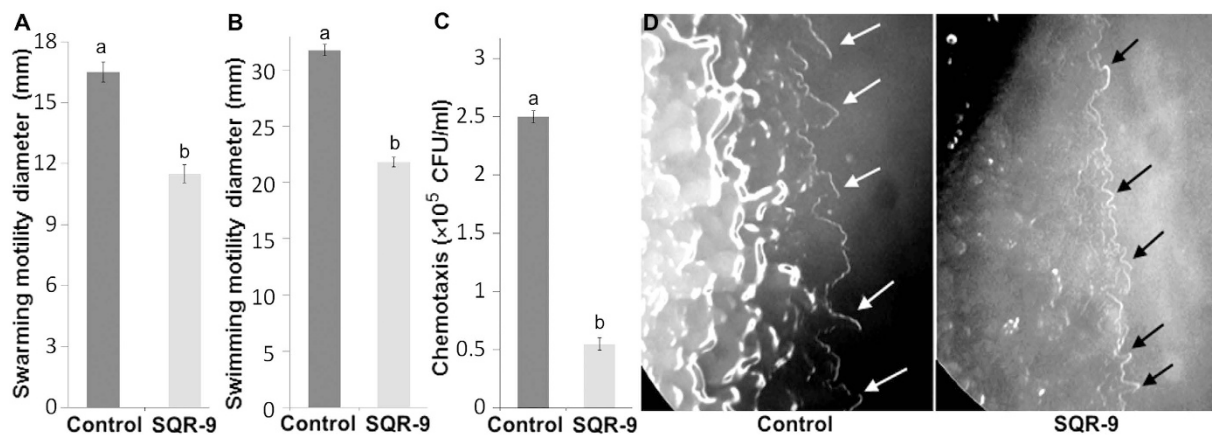 A
Swarming motility diameter (mm)
18
15
12
9
6
3
0
a
b
Control SQR-9
B
Swimming motility diameter (mm)
30
25
20
15
10
5
0
a
b
Control SQR-9
C
Chemotaxis (×10⁵ CFU/ml)
3
2.5
2
1.5
1
0.5
0
a
b
Control SQR-9
D
Control
SQR-9